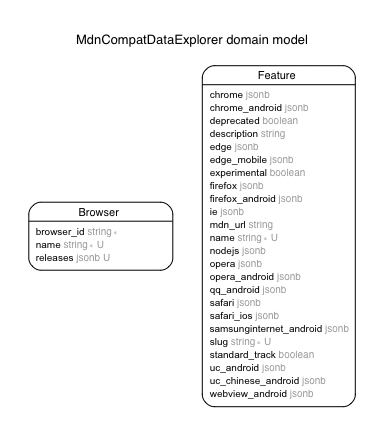 MdnCompatDataExplorer domain model
Browser
browser_id string *
name string * U
releases jsonb U
Feature
chrome jsonb
chrome_android jsonb
deprecated boolean
description string
edge jsonb
edge_mobile jsonb
experimental boolean
firefox jsonb
firefox_android jsonb
ie jsonb
mdn_url string
name string * U
nodejs jsonb
opera jsonb
opera_android jsonb
qq_android jsonb
safari jsonb
safari_ios jsonb
samsunginternet_android jsonb
slug string * U
standard_track boolean
uc_android jsonb
uc_chinese_android jsonb
webview_android jsonb